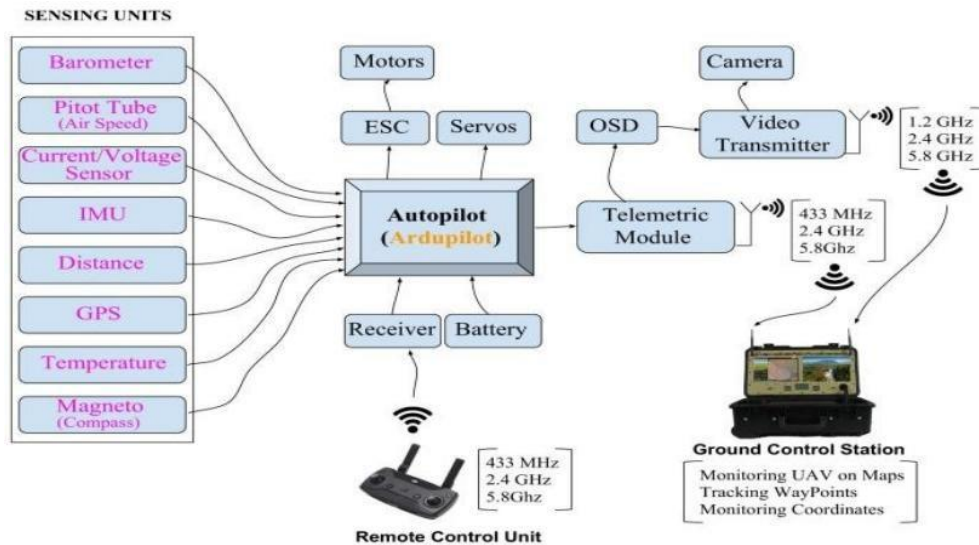 SENSING UNITS
Barometer
Pitot Tube
(Air Speed)
Current/Voltage
Sensor
IMU
Distance
GPS
Temperature
Magneto
(Compass)
Motors
ESC
Servos
Autopilot
(Ardupilot)
Receiver
Battery
Camera
OSD
Video
Transmitter
1.2 GHz
2.4 GHz
5.8 GHz
Telemetric
Module
433 MHz
2.4 GHz
5.8Ghz
433 MHz
2.4 GHz
5.8Ghz
Remote Control Unit
Ground Control Station
Monitoring UAV on Maps
Tracking WayPoints
Monitoring Coordinates